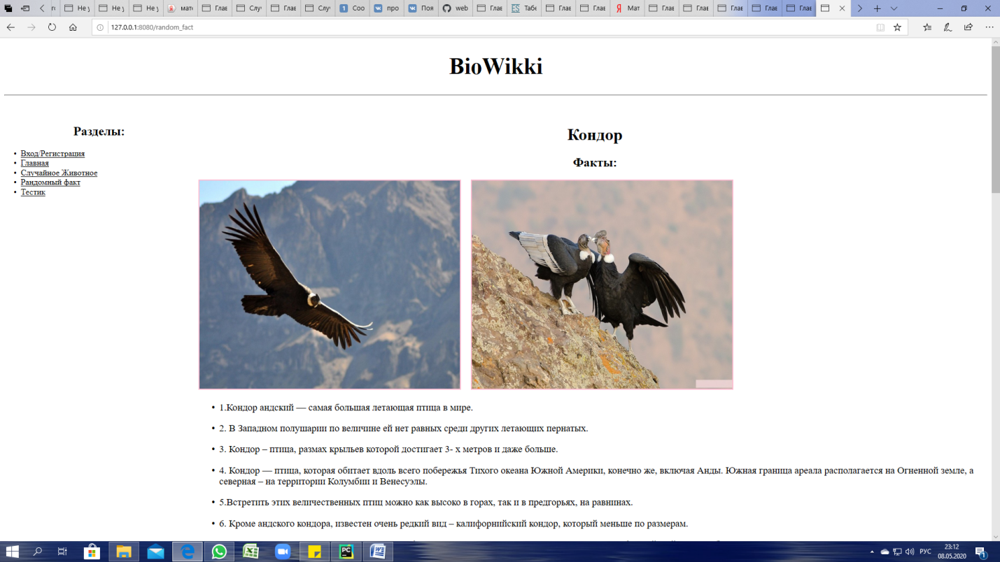 Не у
Не у
Не у
мате
Глав
Слу
Глав
Слу
1 Соо
про
Поя
web
Глав
Табе
Глав
Глав
Я Мат
Глав
Глав
Глав
Глав
Глав
127.0.0.1:8080/random_fact
BioWikki
Разделы:
• Вход/Регистрация
• Главная
• Случайное Животное
• Рандомный факт
• Тестик
Кондор
Факты:
• 1.Кондор андский — самая большая летающая птица в мире.
• 2. В Западном полушарии по величине ей нет равных среди других летающих пернатых.
• 3. Кондор – птица, размах крыльев которой достигает 3- х метров и даже больше.
• 4. Кондор — птица, которая обитает вдоль всего побережья Тихого океана Южной Америки, конечно же, включая Анды. Южная граница ареала располагается на Огненной земле, а
северная – на территории Колумбии и Венесуэлы.
• 5.Встретить этих величественных птиц можно как высоко в горах, так и в предгорьях, на равнинах.
• 6. Кроме андского кондора, известен очень редкий вид – калифорнийский кондор, который меньше по размерам.
РУС
23:12
08.05.2020